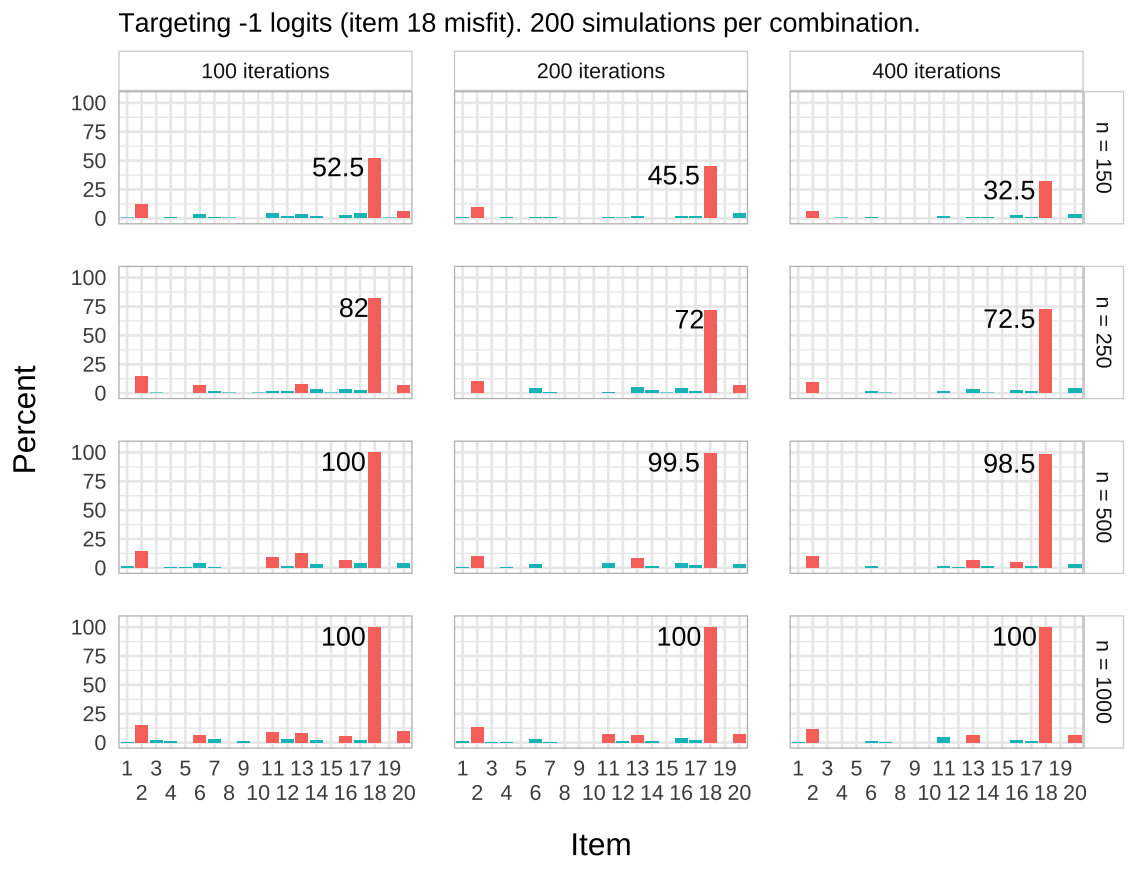 Targeting -1 logits (item 18 misfit). 200 simulations per combination.
100 iterations 200 iterations 400 iterations
100
75
50
25
0
52.5 45.5 32.5
n = 150
100
75
50
25
0
82 72 72.5
n = 250
Percent
100
75
50
25
0
100 99.5 98.5
n = 500
100
75
50
25
0
100 100 100
n = 1000
1 3 5 7 9 11 13 15 17 19 1 3 5 7 9 11 13 15 17 19 1 3 5 7 9 11 13 15 17 19
2 4 6 8 10 12 14 16 18 20 2 4 6 8 10 12 14 16 18 20 2 4 6 8 10 12 14 16 18 20
Item